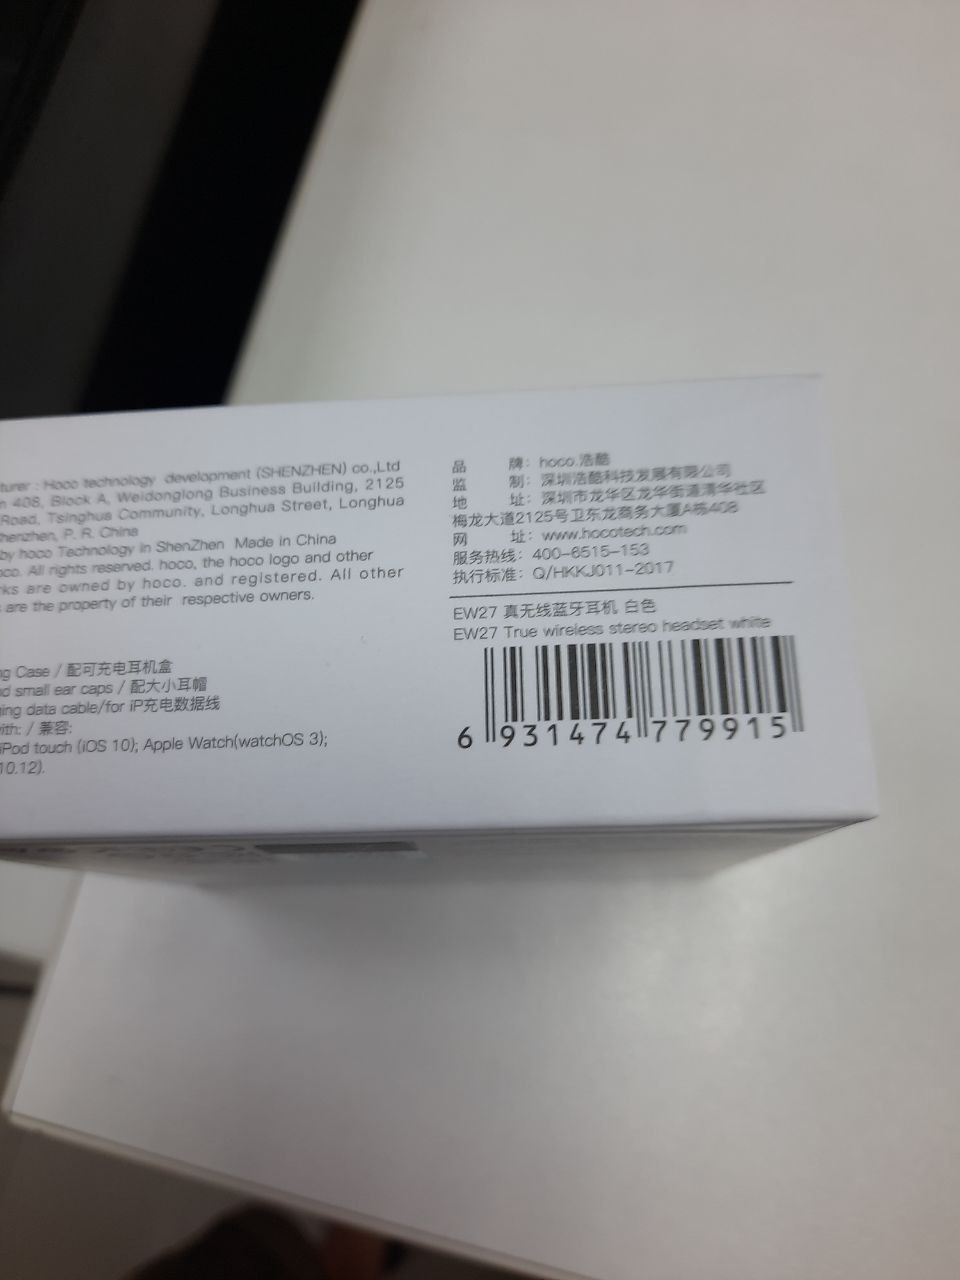 turer : Hoco technology development (SHENZHEN) co.,Ltd
408, Block A, Weidonglong Business Building, 2125
Road, Tsinghua Community, Longhua Street, Longhua
henzhen, P. R. China
by hoco Technology in ShenZhen Made in China
oco. All rights reserved. hoco, the hoco logo and other
ks are owned by hoco. and registered. All other
are the property of their respective owners.
ng Case / 配可充电耳机盒
d small ear caps / 配大小耳帽
ing data cable/for iP充电数据线
with: / 兼容:
iPod touch (iOS 10); Apple Watch(watchOS 3);
10.12).
品 牌: hoco.浩酷
监 制: 深圳浩酷科技发展有限公司
地 址: 深圳市龙华区龙华街道清华社区
梅龙大道2125号卫东龙商务大厦A栋408
网 址: www.hocotech.com
服务热线: 400-6515-153
执行标准: Q/HKKJ011-2017
EW27 真无线蓝牙耳机 白色
EW27 True wireless stereo headset white
6 931474 779915